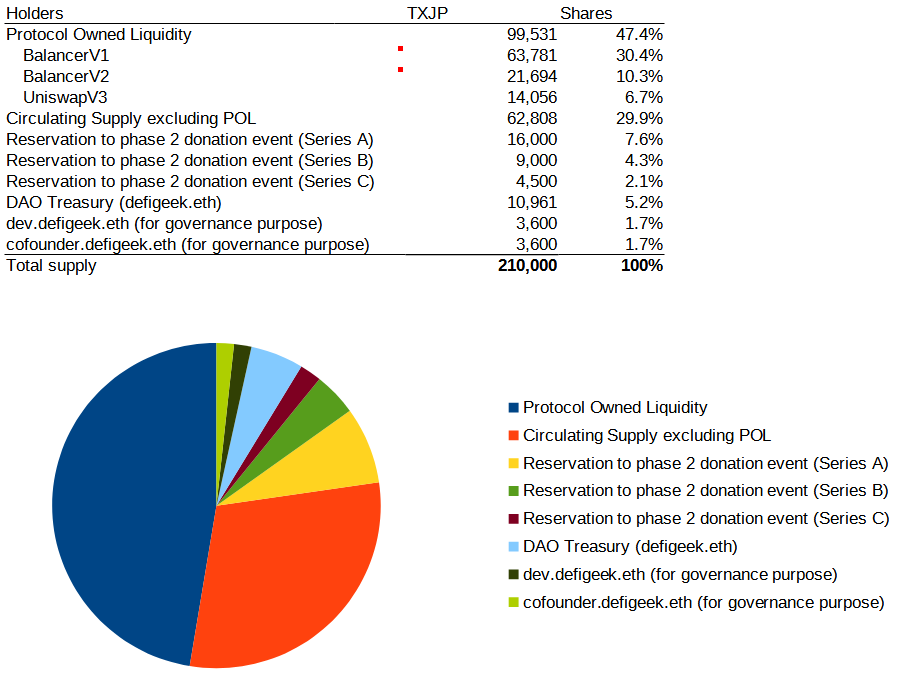 Holders TXJP Shares
Protocol Owned Liquidity 99,531 47.4%
BalancerV1 63,781 30.4%
BalancerV2 21,694 10.3%
UniswapV3 14,056 6.7%
Circulating Supply excluding POL 62,808 29.9%
Reservation to phase 2 donation event (Series A) 16,000 7.6%
Reservation to phase 2 donation event (Series B) 9,000 4.3%
Reservation to phase 2 donation event (Series C) 4,500 2.1%
DAO Treasury (defigeek.eth) 10,961 5.2%
dev.defigeek.eth (for governance purpose) 3,600 1.7%
cofounder.defigeek.eth (for governance purpose) 3,600 1.7%
Total supply 210,000 100%
Protocol Owned Liquidity
Circulating Supply excluding POL
Reservation to phase 2 donation event (Series A)
Reservation to phase 2 donation event (Series B)
Reservation to phase 2 donation event (Series C)
DAO Treasury (defigeek.eth)
dev.defigeek.eth (for governance purpose)
cofounder.defigeek.eth (for governance purpose)